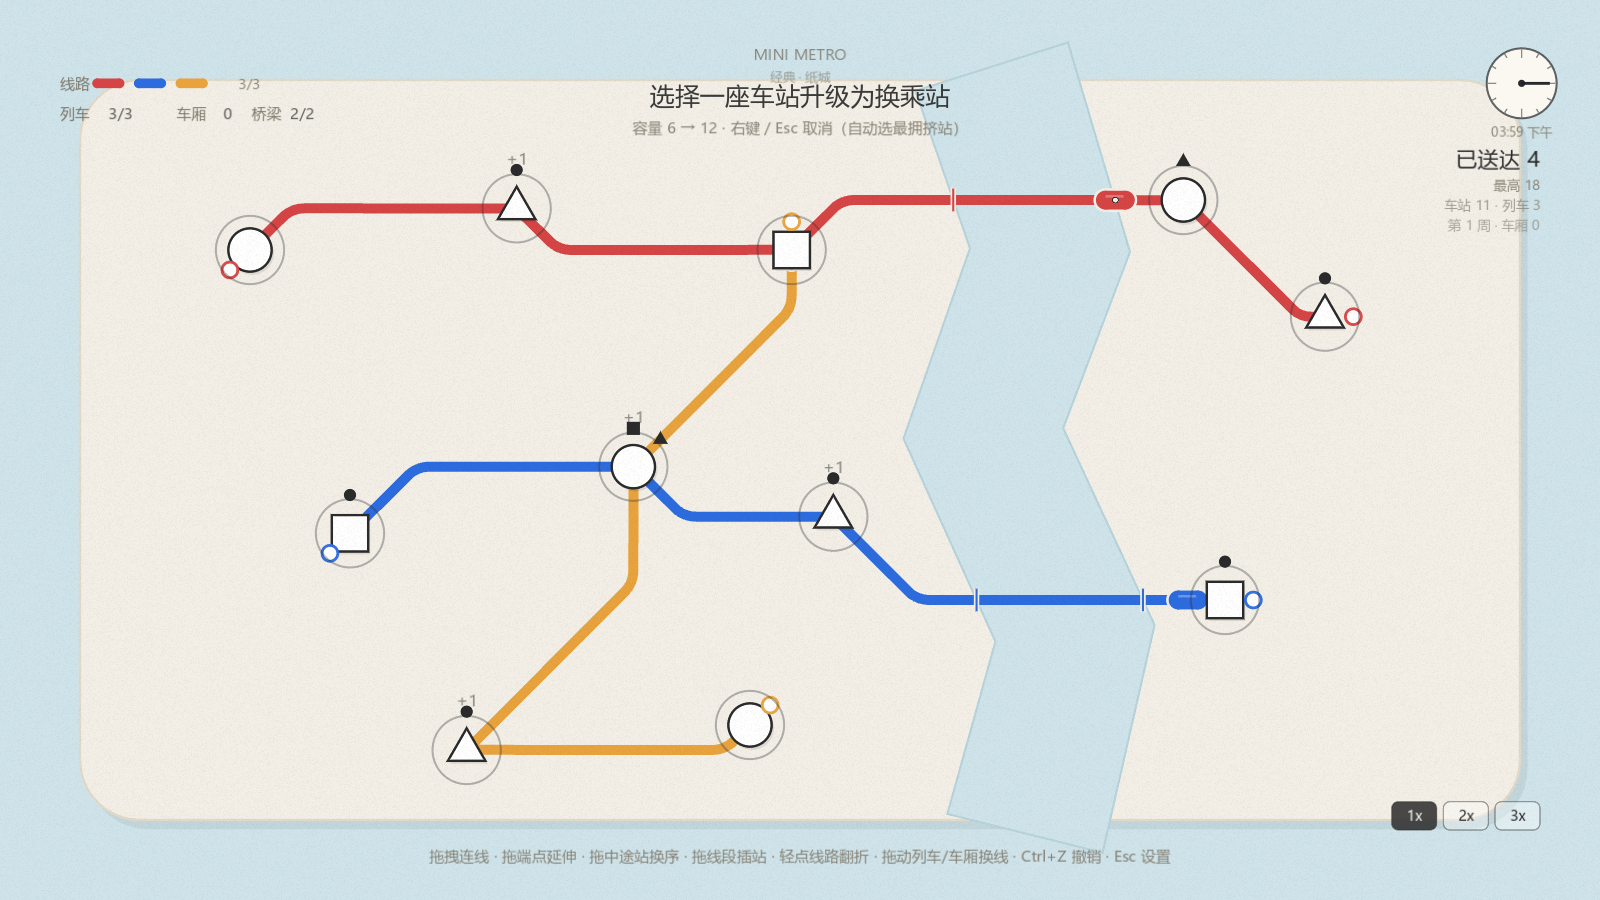 MINI METRO
经典 · 纸城
选择一座车站升级为换乘站
容量 6 → 12 · 右键 / Esc 取消（自动选最拥挤站）
线路 3/3
列车 3/3 车厢 0 桥梁 2/2
03:59 下午
已送达 4
最高 18
车站 11 · 列车 3
第 1 周 · 车厢 0
+1
+1
+1
+1
1x 2x 3x
拖拽连线 · 拖端点延伸 · 拖中途站换序 · 拖线段插站 · 轻点线路翻折 · 拖动列车/车厢换线 · Ctrl+Z 撤销 · Esc 设置